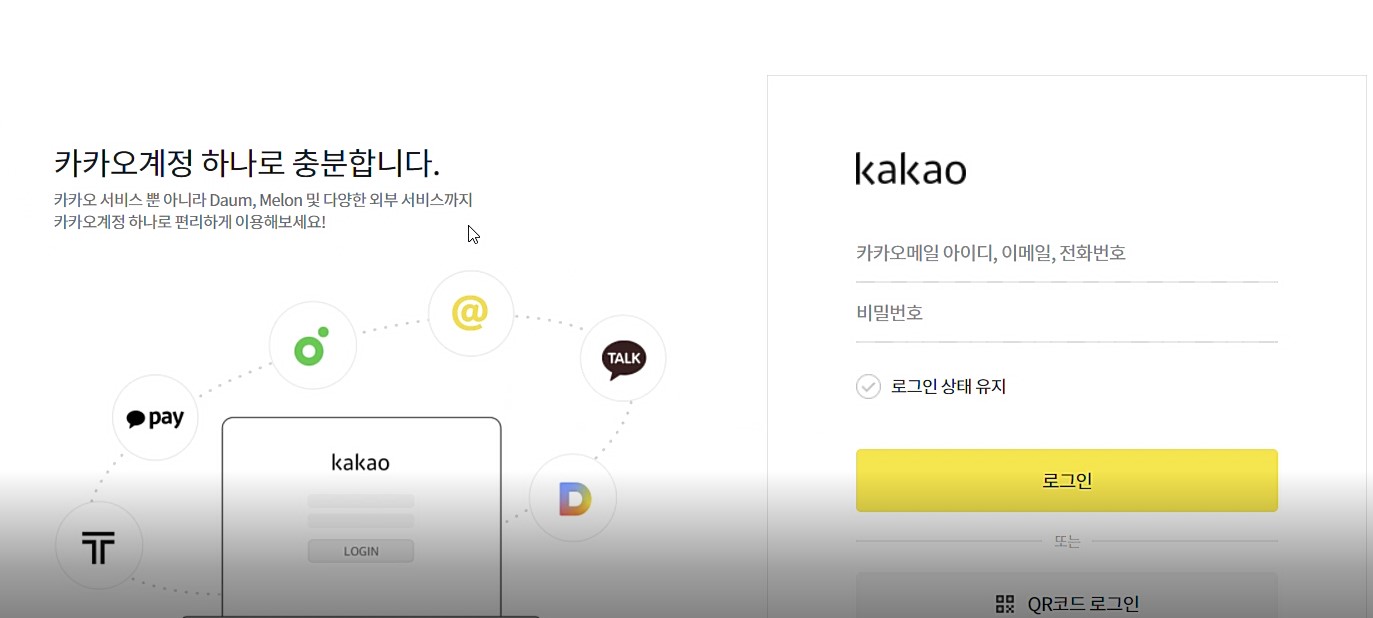 카카오계정 하나로 충분합니다.
카카오 서비스 뿐 아니라 Daum, Melon 및 다양한 외부 서비스까지
카카오계정 하나로 편리하게 이용해보세요!
@
TALK
pay
kakao
LOGIN
D
T
kakao
카카오메일 아이디, 이메일, 전화번호
비밀번호
로그인 상태 유지
로그인
또는
QR코드 로그인